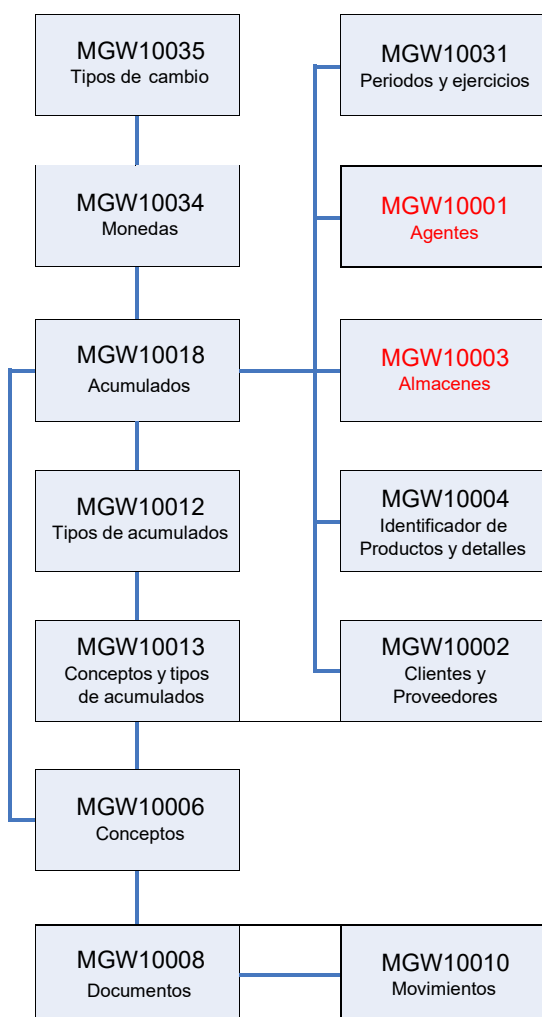 MGW10035
Tipos de cambio
MGW10031
Periodos y ejercicios
MGW10034
Monedas
MGW10001
Agentes
MGW10018
Acumulados
MGW10003
Almacenes
MGW10012
Tipos de acumulados
MGW10004
Identificador de
Productos y detalles
MGW10013
Conceptos y tipos
de acumulados
MGW10002
Clientes y
Proveedores
MGW10006
Conceptos
MGW10008
Documentos
MGW10010
Movimientos